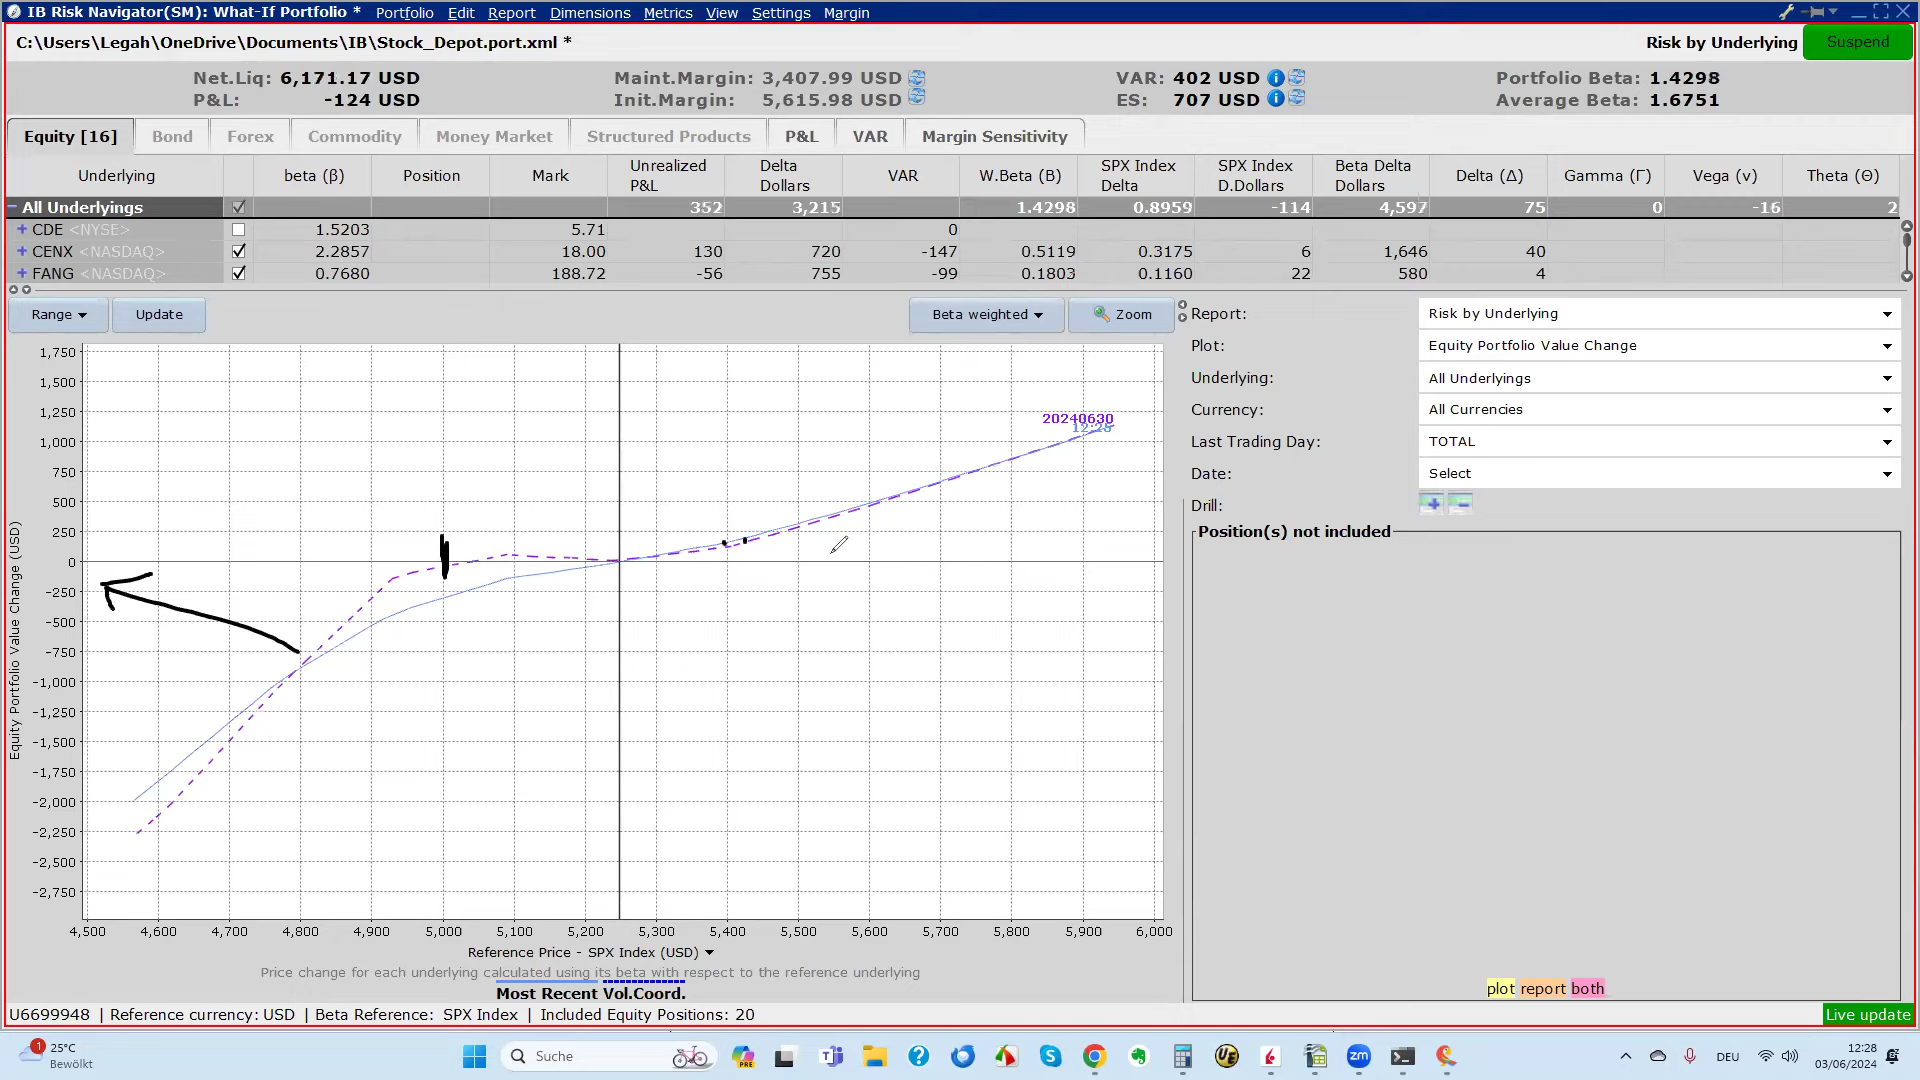 IB Risk Navigator(SM): What-If Portfolio * Portfolio Edit Report Dimensions Metrics View Settings Margin
C:\Users\Legah\OneDrive\Documents\IB\Stock_Depot.port.xml * Risk by Underlying Suspend
Net.Liq: 6,171.17 USD Maint.Margin: 3,407.99 USD VAR: 402 USD Portfolio Beta: 1.4298
P&L: -124 USD Init.Margin: 5,615.98 USD ES: 707 USD Average Beta: 1.6751
Equity [16] Bond Forex Commodity Money Market Structured Products P&L VAR Margin Sensitivity
Underlying beta (β) Position Mark Unrealized P&L Delta Dollars VAR W.Beta (B) SPX Index Delta SPX Index D.Dollars Beta Delta Dollars Delta (Δ) Gamma (Γ) Vega (ν) Theta (Θ)
All Underlyings 352 3,215 1.4298 0.8959 -114 4,597 75 0 -16 2
CDE <NYSE> 1.5203 5.71 0
CENX <NASDAQ> 2.2857 18.00 130 720 -147 0.5119 0.3175 6 1,646 40
FANG <NASDAQ> 0.7680 188.72 -56 755 -99 0.1803 0.1160 22 580 4
Range Update Beta weighted Zoom
Report: Risk by Underlying
Plot: Equity Portfolio Value Change
Underlying: All Underlyings
Currency: All Currencies
Last Trading Day: TOTAL
Date: Select
Drill:
Position(s) not included
Equity Portfolio Value Change (USD)
1,750
1,500
1,250
1,000
750
500
250
0
-250
-500
-750
-1,000
-1,250
-1,500
-1,750
-2,000
-2,250
-2,500
-2,750
20240630
12:28
4,500 4,600 4,700 4,800 4,900 5,000 5,100 5,200 5,300 5,400 5,500 5,600 5,700 5,800 5,900 6,000
Reference Price - SPX Index (USD)
Price change for each underlying calculated using its beta with respect to the reference underlying
Most Recent Vol.Coord.
plot report both
U6699948 | Reference currency: USD | Beta Reference: SPX Index | Included Equity Positions: 20 Live update
1 25°C
Bewölkt
Suche
PRE
DEU
12:28
03/06/2024